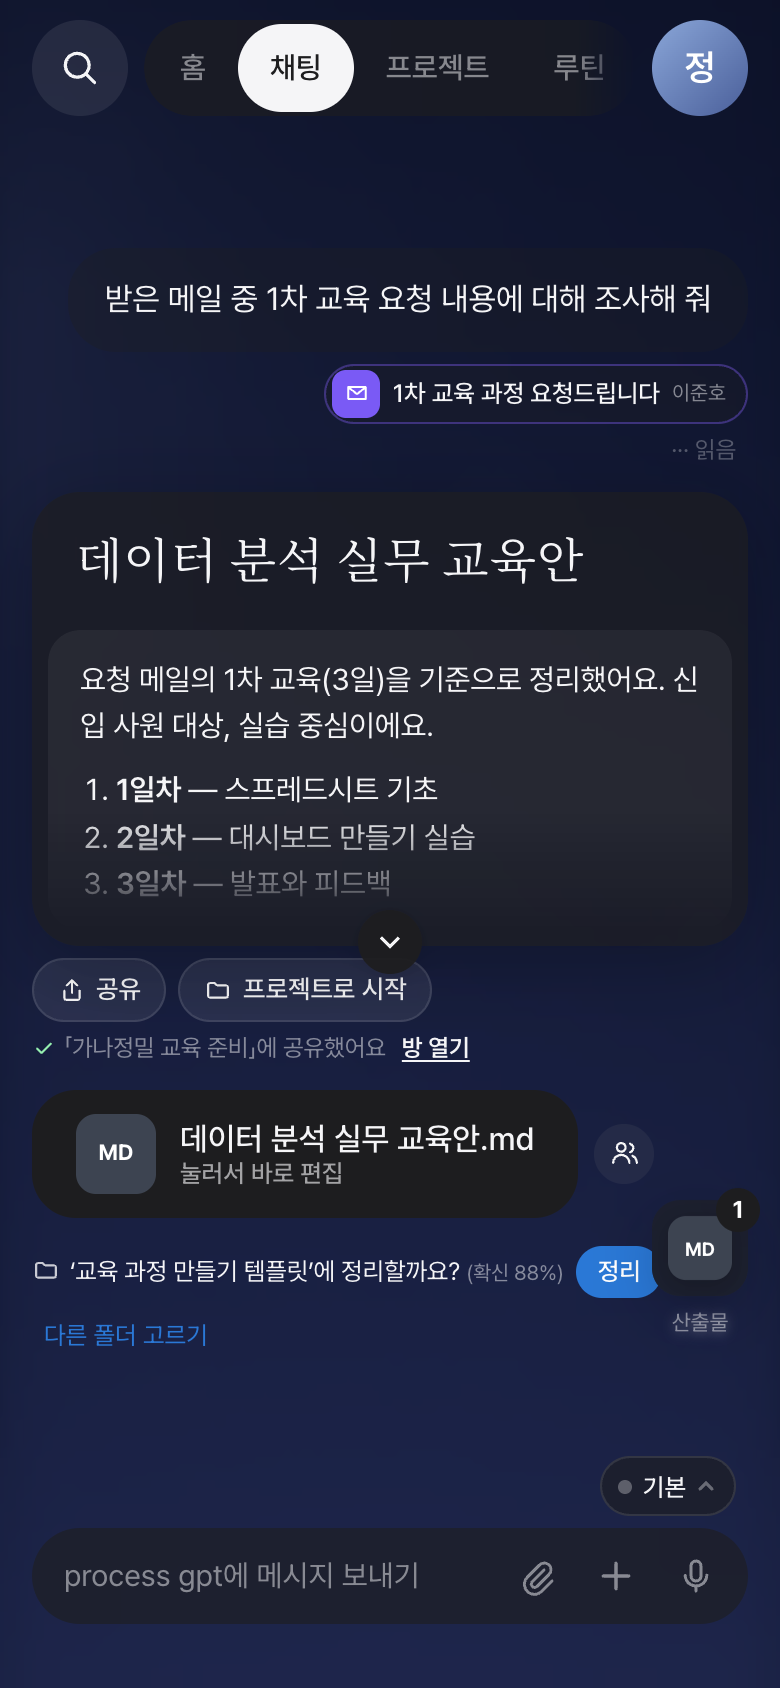 홈 채팅 프로젝트 루틴 정
받은 메일 중 1차 교육 요청 내용에 대해 조사해 줘
1차 교육 과정 요청드립니다 이준호
··· 읽음
데이터 분석 실무 교육안
요청 메일의 1차 교육(3일)을 기준으로 정리했어요. 신
입 사원 대상, 실습 중심이에요.
1. 1일차 — 스프레드시트 기초
2. 2일차 — 대시보드 만들기 실습
3. 3일차 — 발표와 피드백
공유 프로젝트로 시작
「가나정밀 교육 준비」에 공유했어요 방 열기
MD 데이터 분석 실무 교육안.md
눌러서 바로 편집
1
MD
‘교육 과정 만들기 템플릿’에 정리할까요? (확신 88%) 정리
산출물
다른 폴더 고르기
기본
process gpt에 메시지 보내기